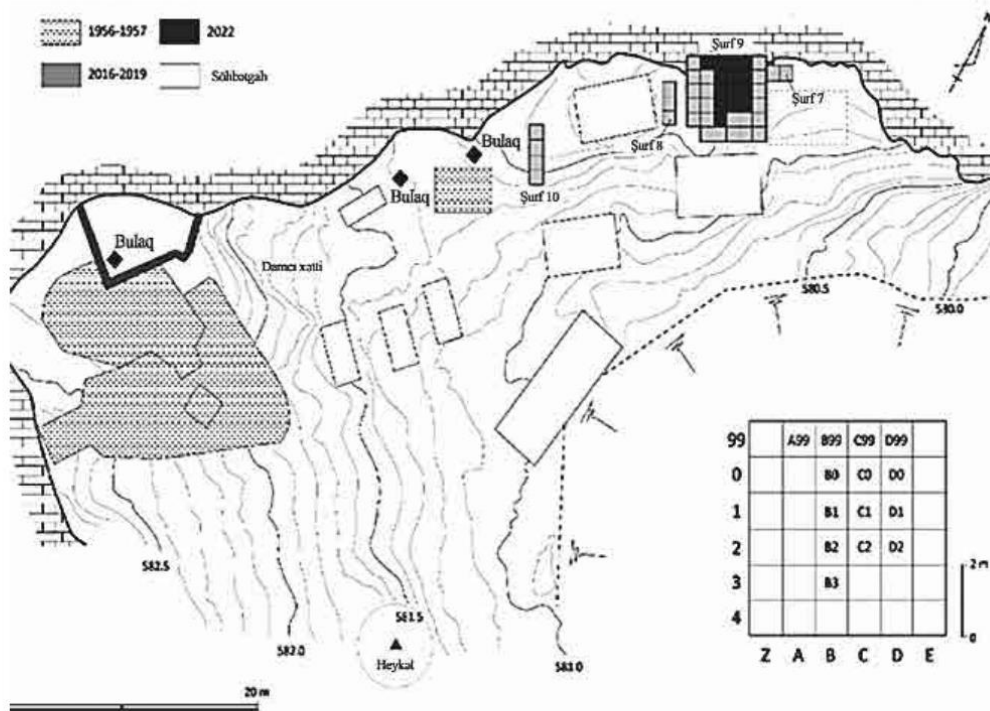 1956-1957
2022
2016-2019
Söhbətgah
Şurf 9
Şurf 7
Şurf 8
Şurf 10
Bulaq
Bulaq
Bulaq
Damcı xətti
580.5
580.0
582.5
582.0
581.5
581.0
Heykəl
20 m
99 A99 B99 C99 D99
0 B0 C0 D0
1 B1 C1 D1
2 B2 C2 D2
3 B3
4
Z A B C D E
2 m
0